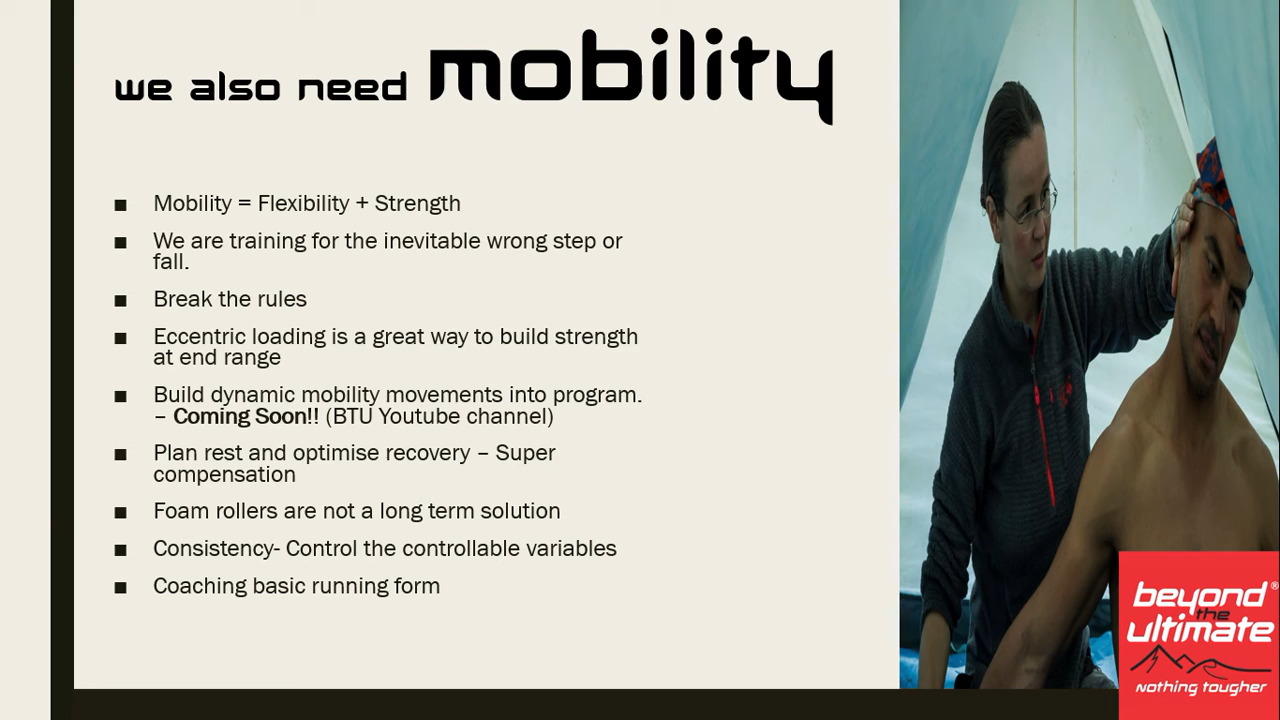 we also need mobility
■ Mobility = Flexibility + Strength
■ We are training for the inevitable wrong step or
fall.
■ Break the rules
■ Eccentric loading is a great way to build strength
at end range
■ Build dynamic mobility movements into program.
– Coming Soon!! (BTU Youtube channel)
■ Plan rest and optimise recovery – Super
compensation
■ Foam rollers are not a long term solution
■ Consistency- Control the controllable variables
■ Coaching basic running form
beyond®
the
ultimate
nothing tougher